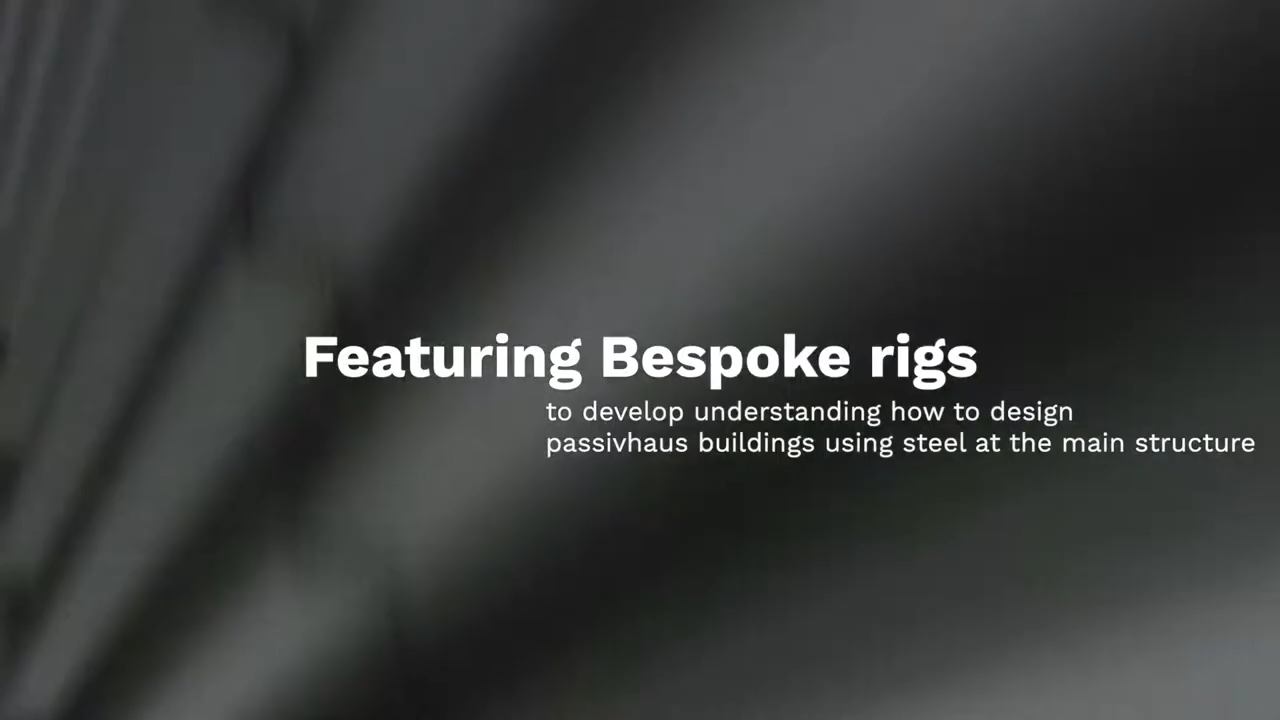 Featuring Bespoke rigs
to develop understanding how to design
passivhaus buildings using steel at the main structure